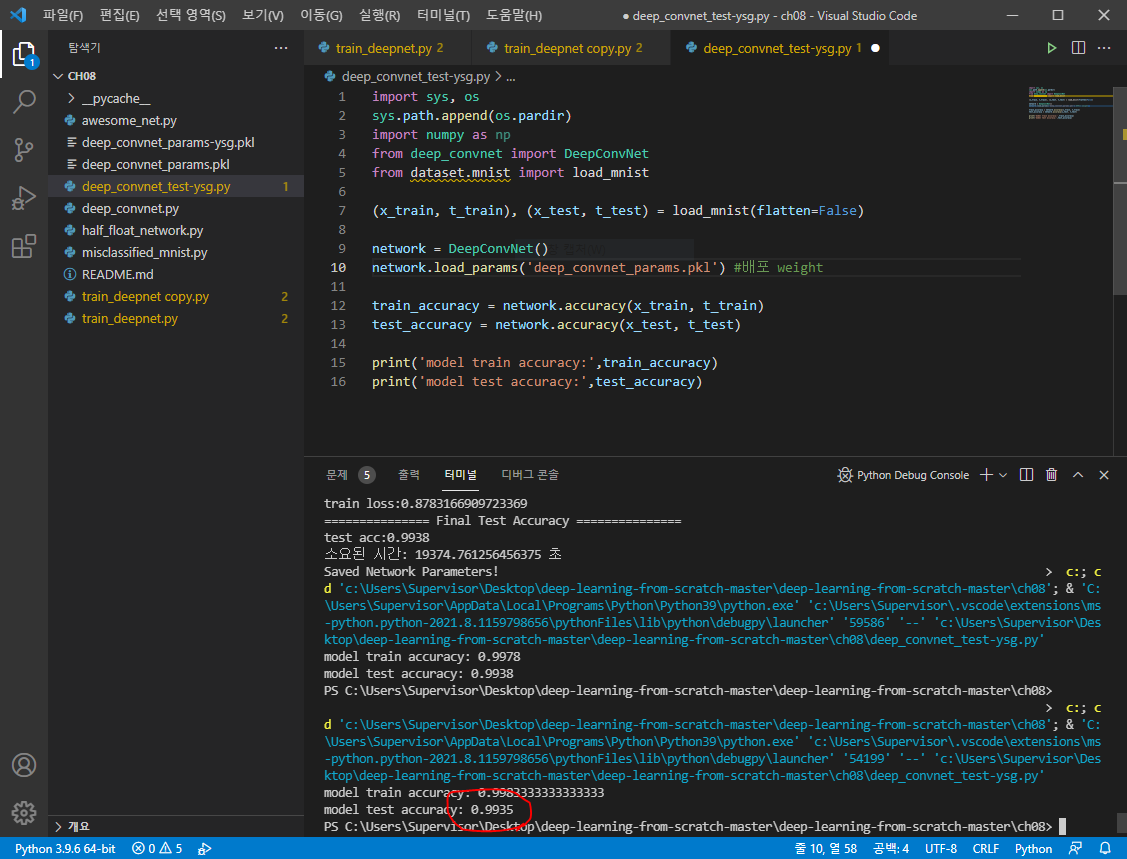 파일(F) 편집(E) 선택 영역(S) 보기(V) 이동(G) 실행(R) 터미널(T) 도움말(H) ● deep_convnet_test-ysg.py - ch08 - Visual Studio Code
탐색기 ···
1
CH08
__pycache__
awesome_net.py
deep_convnet_params-ysg.pkl
deep_convnet_params.pkl
deep_convnet_test-ysg.py 1
deep_convnet.py
half_float_network.py
misclassified_mnist.py
README.md
train_deepnet copy.py 2
train_deepnet.py 2
개요
train_deepnet.py 2 train_deepnet copy.py 2 deep_convnet_test-ysg.py 1 ●
deep_convnet_test-ysg.py > ...
1 import sys, os
2 sys.path.append(os.pardir)
3 import numpy as np
4 from deep_convnet import DeepConvNet
5 from dataset.mnist import load_mnist
6
7 (x_train, t_train), (x_test, t_test) = load_mnist(flatten=False)
8
9 network = DeepConvNet()
10 network.load_params('deep_convnet_params.pkl') #배포 weight
11
12 train_accuracy = network.accuracy(x_train, t_train)
13 test_accuracy = network.accuracy(x_test, t_test)
14
15 print('model train accuracy:',train_accuracy)
16 print('model test accuracy:',test_accuracy)
문제 5 출력 터미널 디버그 콘솔 Python Debug Console
train loss:0.8783166909723369
=============== Final Test Accuracy ===============
test acc:0.9938
소요된 시간: 19374.761256456375 초
Saved Network Parameters! > c:; c
d 'c:\Users\Supervisor\Desktop\deep-learning-from-scratch-master\deep-learning-from-scratch-master\ch08'; & 'C:
\Users\Supervisor\AppData\Local\Programs\Python\Python39\python.exe' 'c:\Users\Supervisor\.vscode\extensions\ms
-python.python-2021.8.1159798656\pythonFiles\lib\python\debugpy\launcher' '59586' '--' 'c:\Users\Supervisor\Des
ktop\deep-learning-from-scratch-master\deep-learning-from-scratch-master\ch08\deep_convnet_test-ysg.py'
model train accuracy: 0.9978
model test accuracy: 0.9938
PS C:\Users\Supervisor\Desktop\deep-learning-from-scratch-master\deep-learning-from-scratch-master\ch08>
> c:; c
d 'c:\Users\Supervisor\Desktop\deep-learning-from-scratch-master\deep-learning-from-scratch-master\ch08'; & 'C:
\Users\Supervisor\AppData\Local\Programs\Python\Python39\python.exe' 'c:\Users\Supervisor\.vscode\extensions\ms
-python.python-2021.8.1159798656\pythonFiles\lib\python\debugpy\launcher' '54199' '--' 'c:\Users\Supervisor\Des
ktop\deep-learning-from-scratch-master\deep-learning-from-scratch-master\ch08\deep_convnet_test-ysg.py'
model train accuracy: 0.9983333333333333
model test accuracy: 0.9935
PS C:\Users\Supervisor\Desktop\deep-learning-from-scratch-master\deep-learning-from-scratch-master\ch08>
Python 3.9.6 64-bit 0 5 줄 10, 열 58 공백: 4 UTF-8 CRLF Python